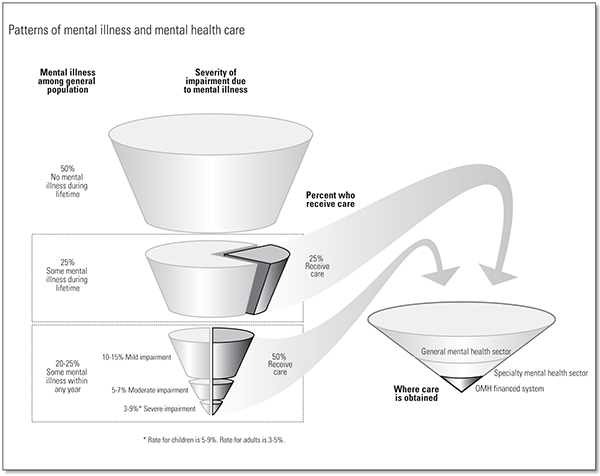 Patterns of mental illness and mental health care
Mental illness
among general
population
Severity of
impairment due
to mental illness
50%
No mental
illness during
lifetime
Percent who
receive care
25%
Some mental
illness during
lifetime
25%
Receive
care
20-25%
Some mental
illness within
any year
10-15% Mild impairment
5-7% Moderate impairment
3-9%* Severe impairment
50%
Receive
care
General mental health sector
Specialty mental health sector
OMH financed system
Where care
is obtained
* Rate for children is 5-9%. Rate for adults is 3-5%.